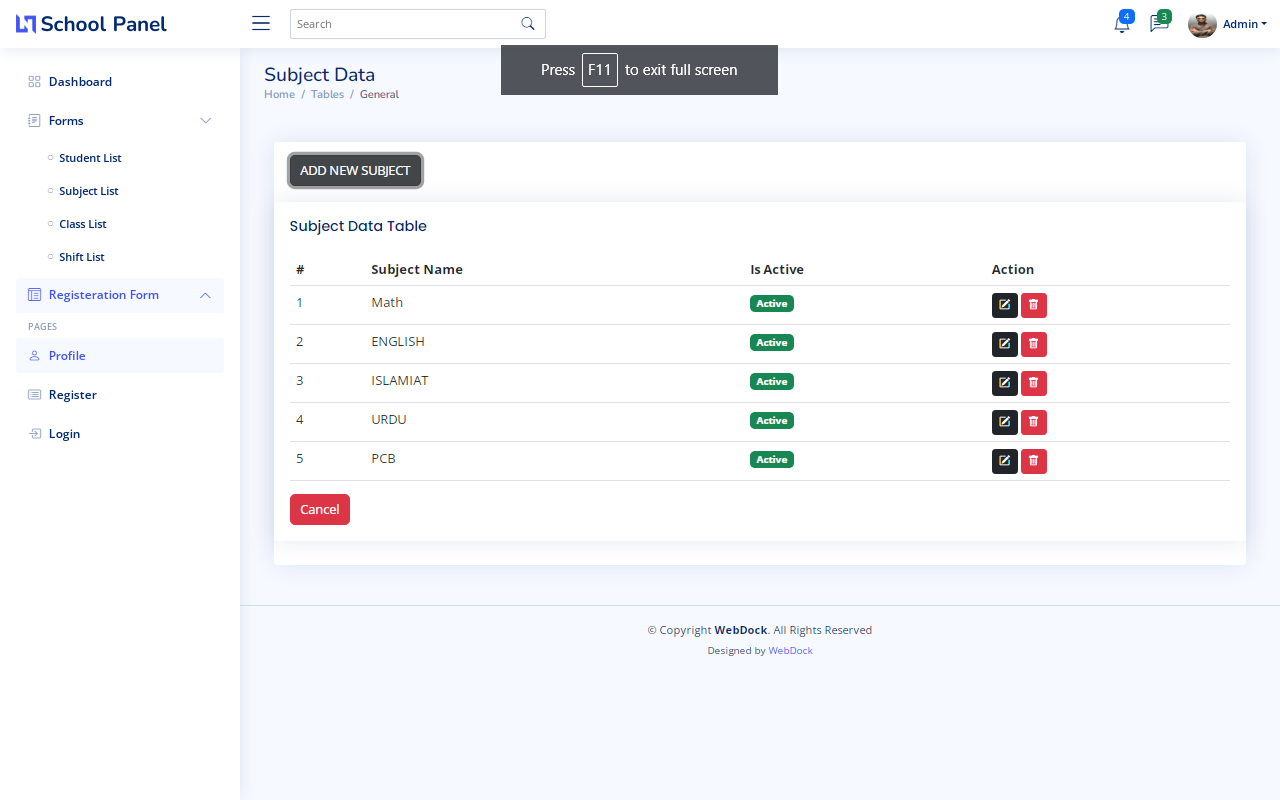 School Panel
Search
4
3
Admin
Press F11 to exit full screen
Dashboard
Forms
Student List
Subject List
Class List
Shift List
Registeration Form
PAGES
Profile
Register
Login
Subject Data
Home / Tables / General
ADD NEW SUBJECT
Subject Data Table
# Subject Name Is Active Action
1 Math Active
2 ENGLISH Active
3 ISLAMIAT Active
4 URDU Active
5 PCB Active
Cancel
© Copyright WebDock. All Rights Reserved
Designed by WebDock